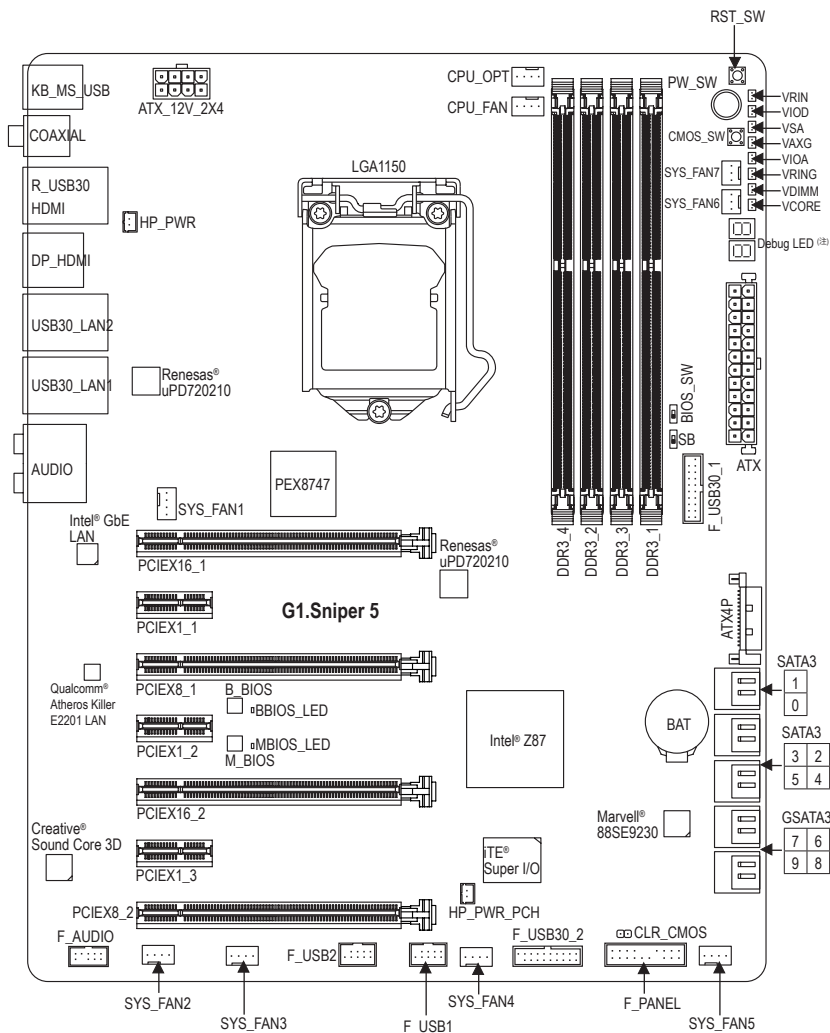 RST_SW
KB_MS_USB
ATX_12V_2X4
CPU_OPT
PW_SW
CPU_FAN
VRIN
VIOD
VSA
VAXG
VIOA
VRING
VDIMM
VCORE
COAXIAL
CMOS_SW
LGA1150
SYS_FAN7
R_USB30
HDMI
HP_PWR
SYS_FAN6
Debug LED (注)
DP_HDMI
USB30_LAN2
Renesas®
uPD720210
USB30_LAN1
BIOS_SW
SB
AUDIO
ATX
PEX8747
F_USB30_1
SYS_FAN1
Intel® GbE
LAN
DDR3_4
DDR3_2
DDR3_3
DDR3_1
Renesas®
uPD720210
PCIEX16_1
G1.Sniper 5
PCIEX1_1
ATX4P
SATA3
1
0
PCIEX8_1
B_BIOS
BBIOS_LED
Qualcomm®
Atheros Killer
E2201 LAN
BAT
Intel® Z87
SATA3
3 2
5 4
PCIEX1_2
MBIOS_LED
M_BIOS
PCIEX16_2
Marvell®
88SE9230
GSATA3
7 6
9 8
Creative®
Sound Core 3D
iTE®
Super I/O
PCIEX1_3
PCIEX8_2
HP_PWR_PCH
F_AUDIO
F_USB2
F_USB30_2
CLR_CMOS
SYS_FAN2
SYS_FAN3
F_USB1
SYS_FAN4
F_PANEL
SYS_FAN5